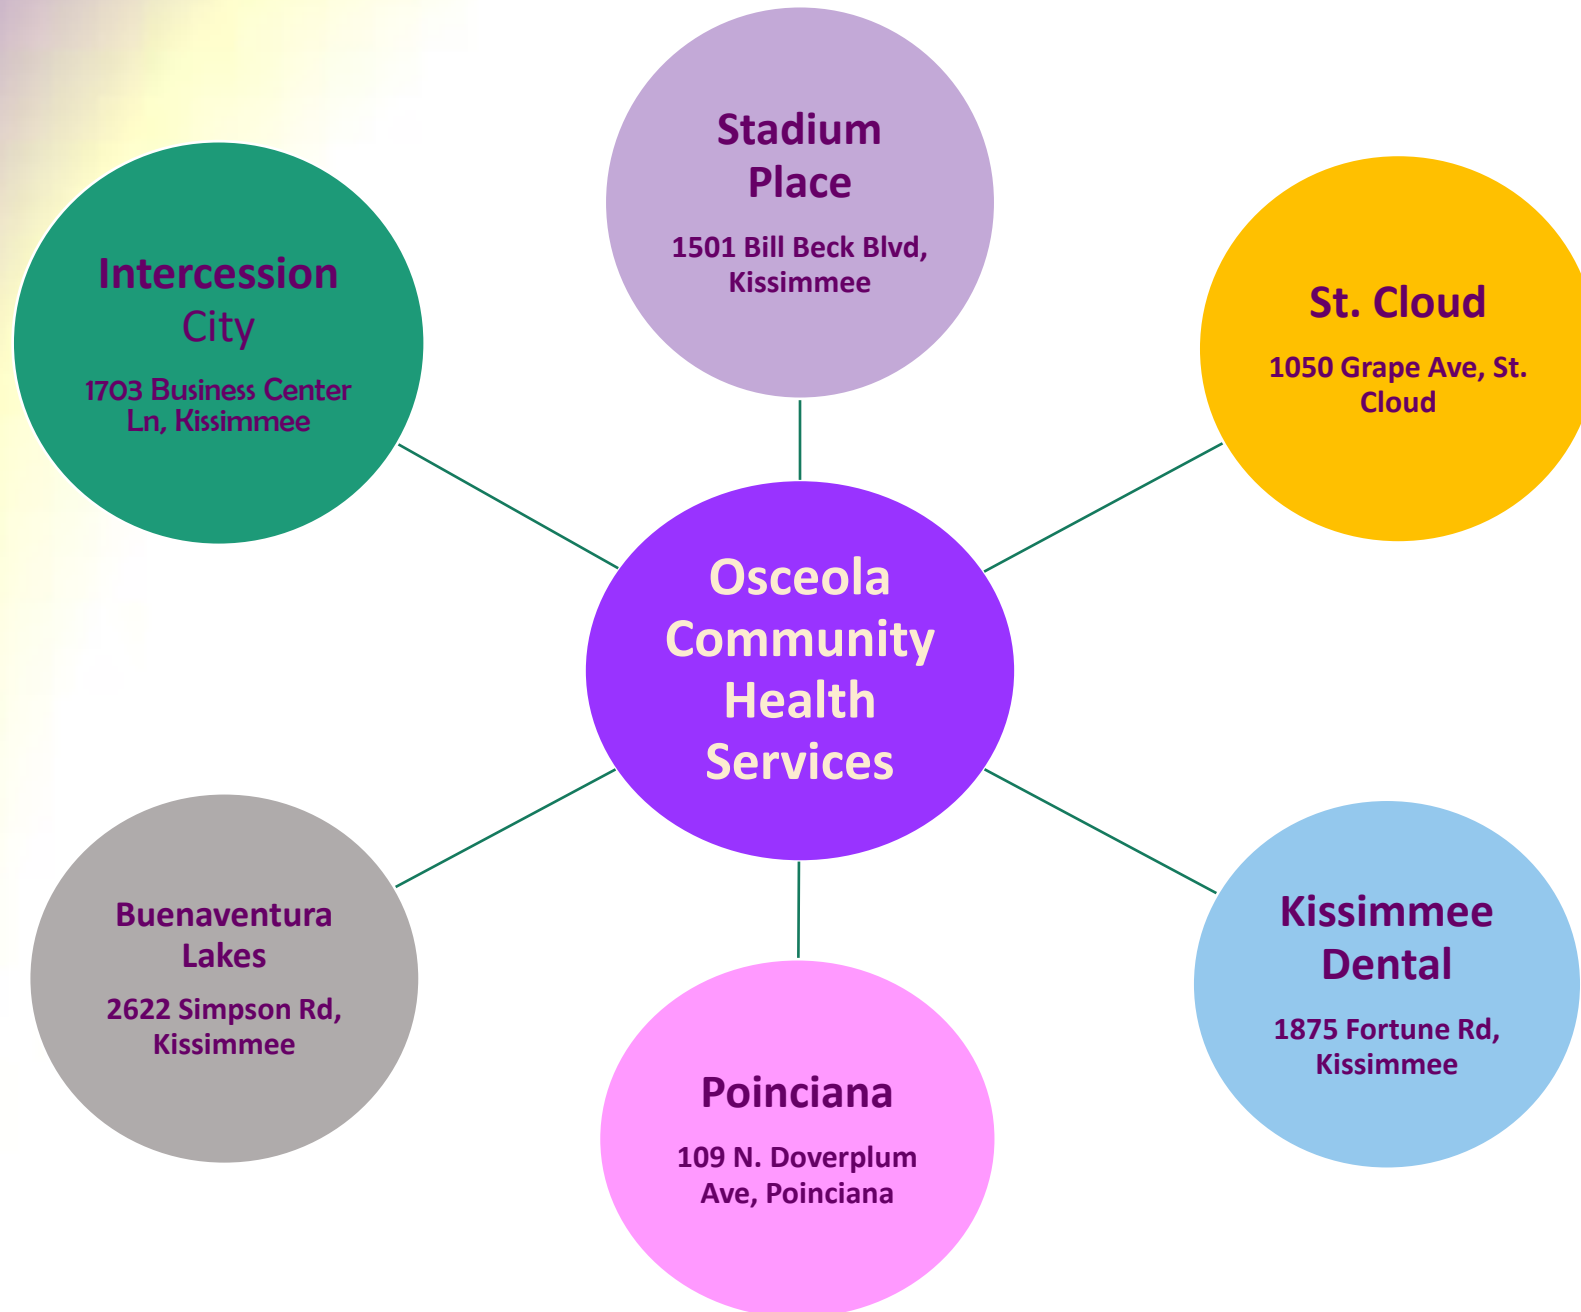 Stadium
Place
1501 Bill Beck Blvd,
Kissimmee
Intercession
City
1703 Business Center
Ln, Kissimmee
St. Cloud
1050 Grape Ave, St.
Cloud
Osceola
Community
Health
Services
Buenaventura
Lakes
2622 Simpson Rd,
Kissimmee
Kissimmee
Dental
1875 Fortune Rd,
Kissimmee
Poinciana
109 N. Doverplum
Ave, Poinciana